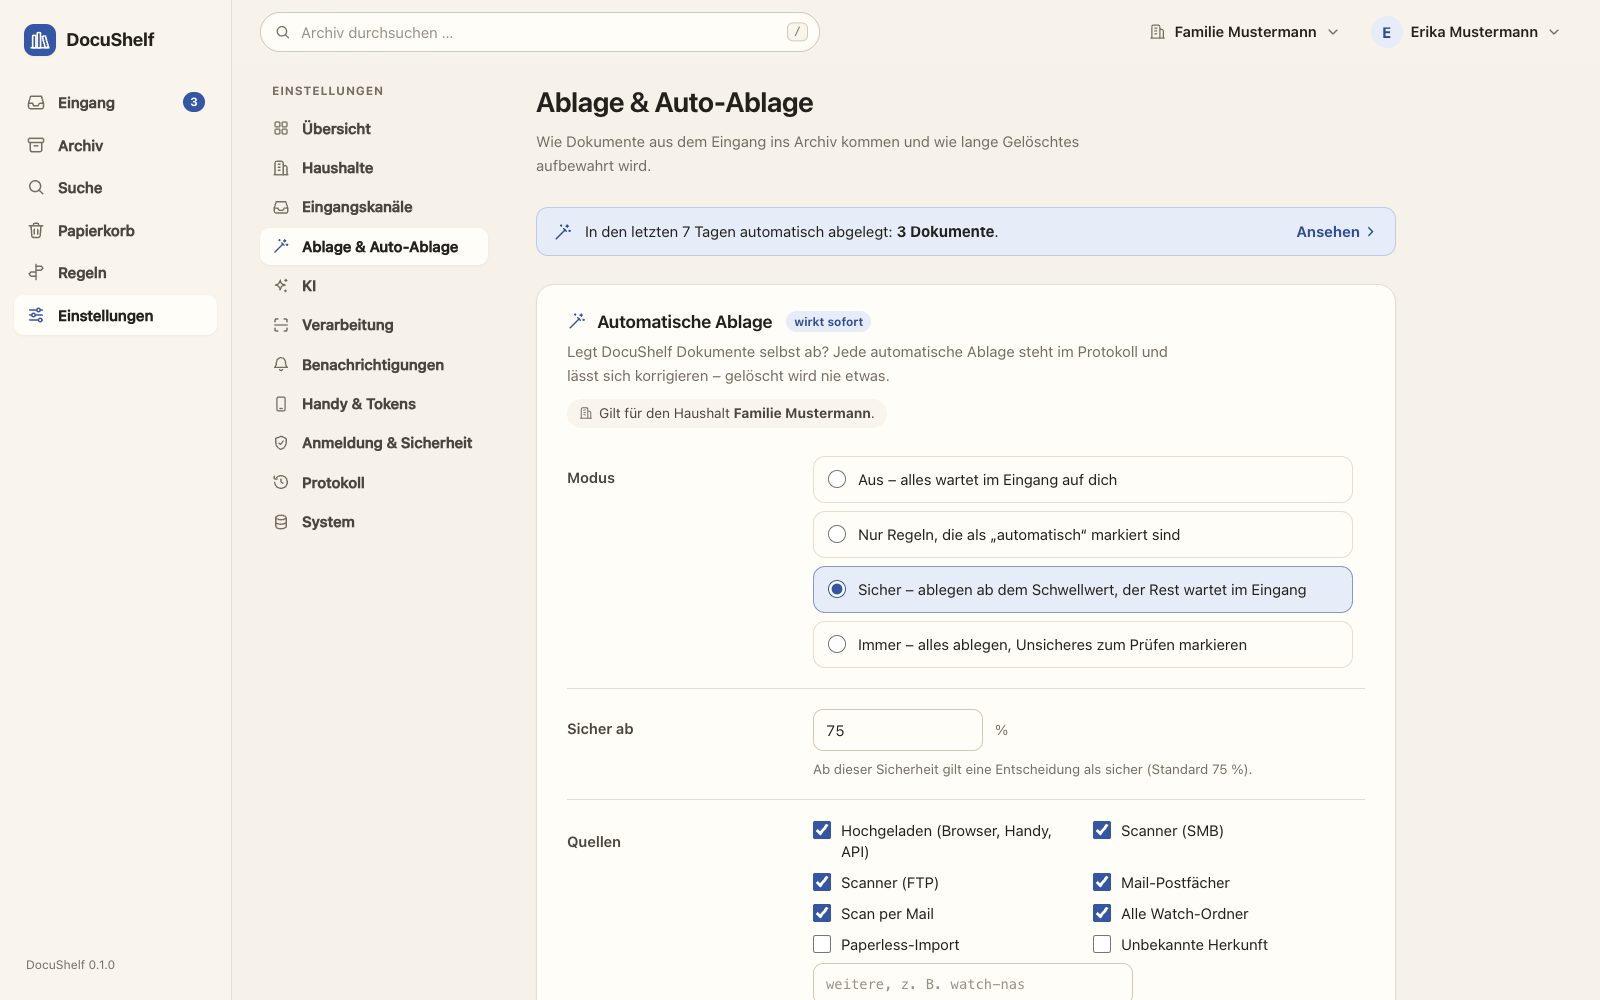 DocuShelf
Eingang
3
Archiv
Suche
Papierkorb
Regeln
Einstellungen
DocuShelf 0.1.0
Archiv durchsuchen ...
/
Familie Mustermann
E
Erika Mustermann
EINSTELLUNGEN
Übersicht
Haushalte
Eingangskanäle
Ablage & Auto-Ablage
KI
Verarbeitung
Benachrichtigungen
Handy & Tokens
Anmeldung & Sicherheit
Protokoll
System
Ablage & Auto-Ablage
Wie Dokumente aus dem Eingang ins Archiv kommen und wie lange Gelöschtes
aufbewahrt wird.
In den letzten 7 Tagen automatisch abgelegt: 3 Dokumente.
Ansehen
Automatische Ablage
wirkt sofort
Legt DocuShelf Dokumente selbst ab? Jede automatische Ablage steht im Protokoll und
lässt sich korrigieren – gelöscht wird nie etwas.
Gilt für den Haushalt Familie Mustermann.
Modus
Aus – alles wartet im Eingang auf dich
Nur Regeln, die als „automatisch“ markiert sind
Sicher – ablegen ab dem Schwellwert, der Rest wartet im Eingang
Immer – alles ablegen, Unsicheres zum Prüfen markieren
Sicher ab
75
%
Ab dieser Sicherheit gilt eine Entscheidung als sicher (Standard 75 %).
Quellen
Hochgeladen (Browser, Handy,
API)
Scanner (SMB)
Scanner (FTP)
Mail-Postfächer
Scan per Mail
Alle Watch-Ordner
Paperless-Import
Unbekannte Herkunft
weitere, z. B. watch-nas